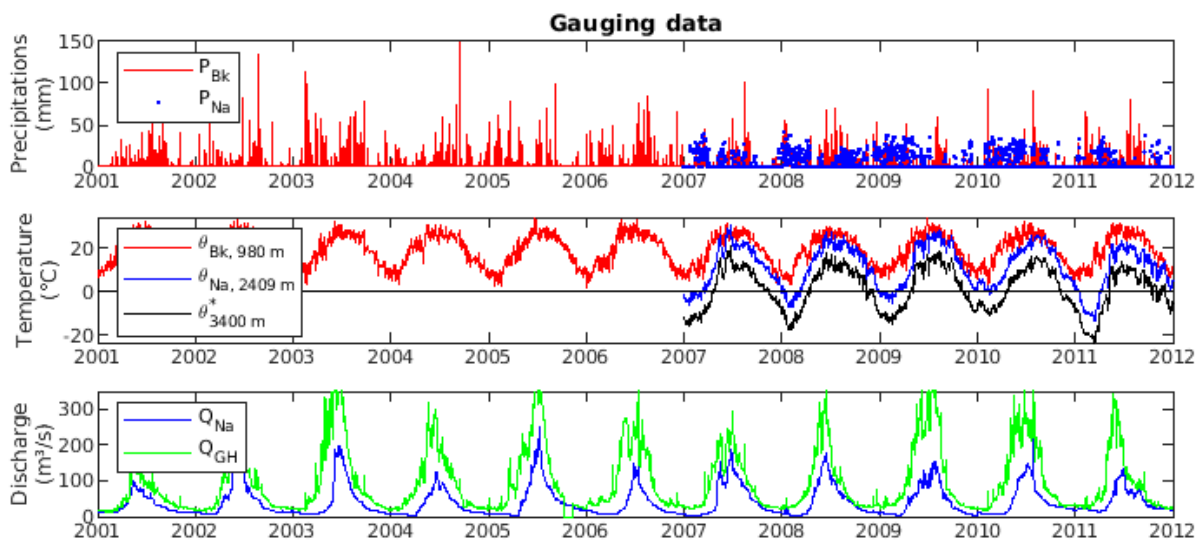 Gauging data
Precipitations
(mm)
150
100
50
0
P_Bk
P_Na
2001 2002 2003 2004 2005 2006 2007 2008 2009 2010 2011 2012
Temperature
(°C)
20
0
-20
θ_Bk, 980 m
θ_Na, 2409 m
θ*_3400 m
2001 2002 2003 2004 2005 2006 2007 2008 2009 2010 2011 2012
Discharge
(m³/s)
300
200
100
0
Q_Na
Q_GH
2001 2002 2003 2004 2005 2006 2007 2008 2009 2010 2011 2012